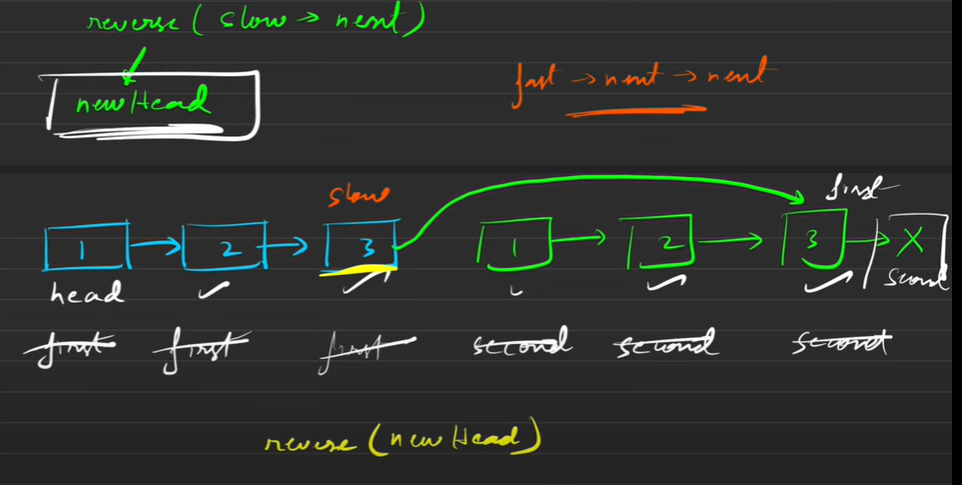 reverse ( slow → next )
newHead
fast → next → next
slow
first
1 → 2 → 3 1 → 2 → 3 → X
head
second
first first first second second second
reverse ( newHead )